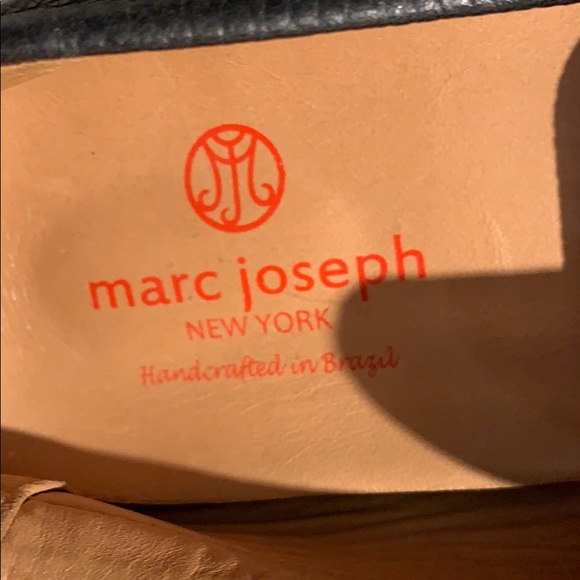 marc joseph
NEW YORK
Handcrafted in Brazil